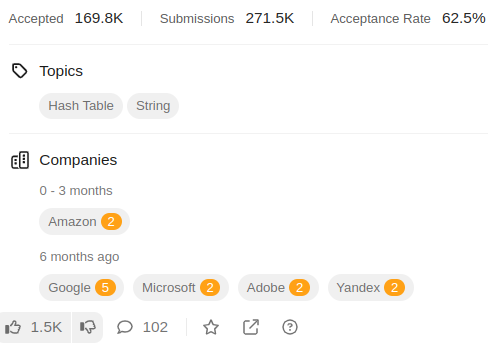 Accepted 169.8K Submissions 271.5K Acceptance Rate 62.5%
Topics
Hash Table String
Companies
0 - 3 months
Amazon 2
6 months ago
Google 5 Microsoft 2 Adobe 2 Yandex 2
1.5K 102